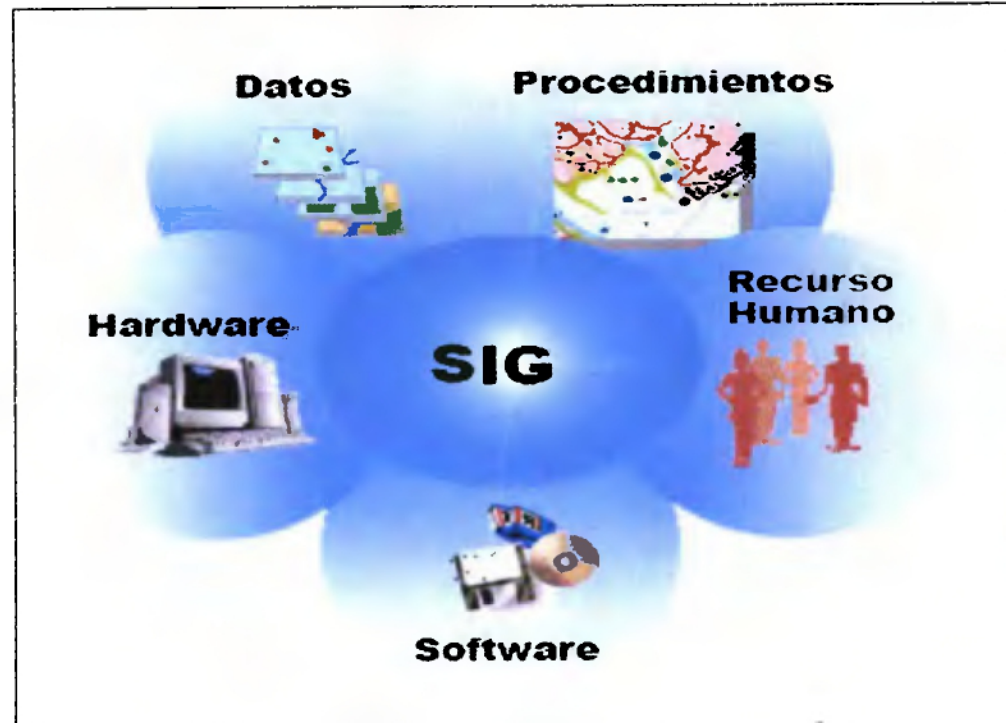 Datos
Procedimientos
Hardware
Recurso
Humano
SIG
Software